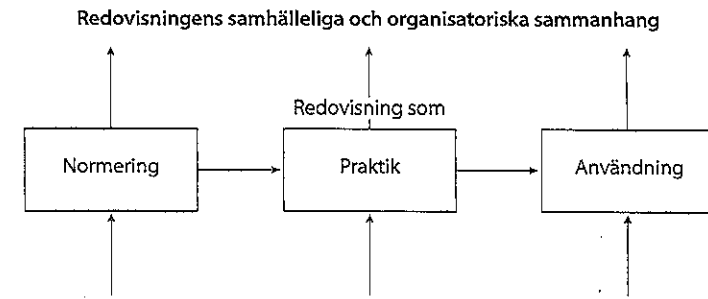 Redovisningens samhälleliga och organisatoriska sammanhang
Redovisning som
Normering
Praktik
Användning